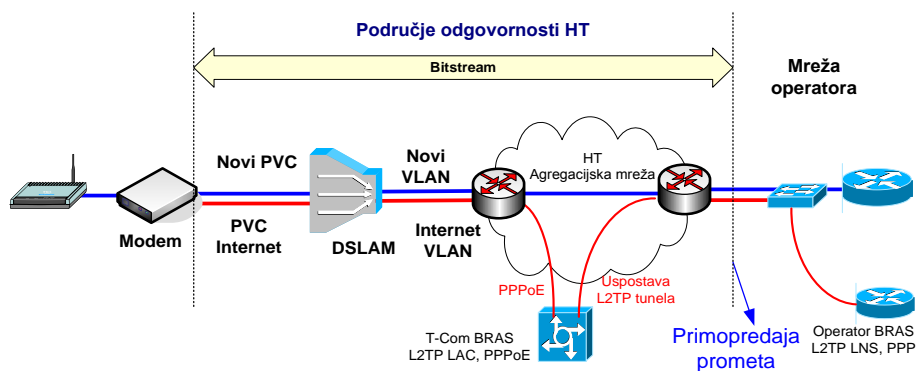 Područje odgovornosti HT
Bitstream
Mreža
operatora
Novi PVC
Novi
VLAN
HT
Agregacijska mreža
Modem
PVC
Internet
DSLAM
Internet
VLAN
PPPoE
Uspostava
L2TP tunela
T-Com BRAS
L2TP LAC, PPPoE
Primopredaja
prometa
Operator BRAS
L2TP LNS, PPP